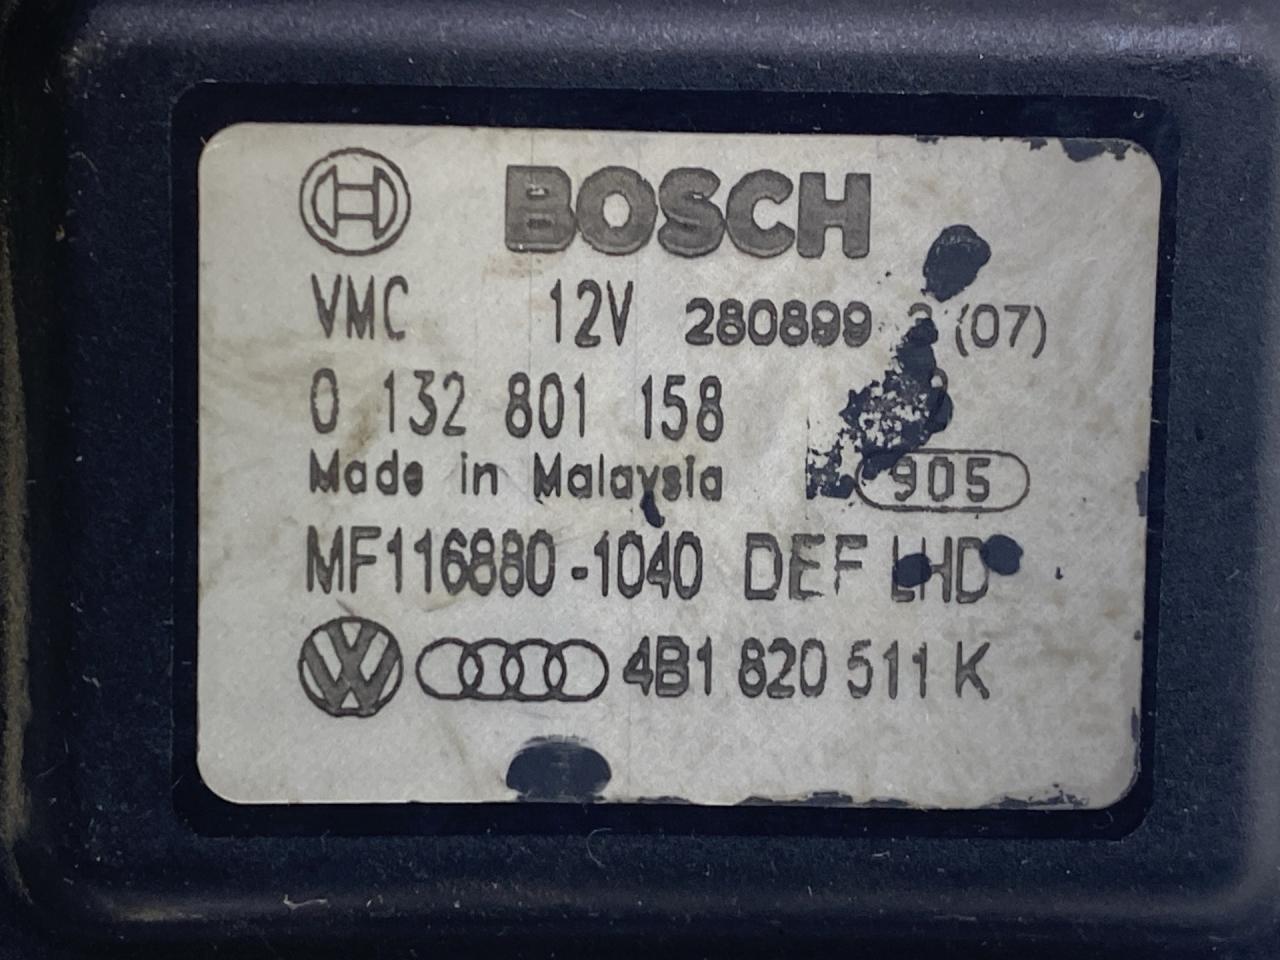 BOSCH
VMC 12V 280899 (07)
0 132 801 158
Made in Malaysia 905
MF116880-1040 DEF LHD
4B1 820 511 K